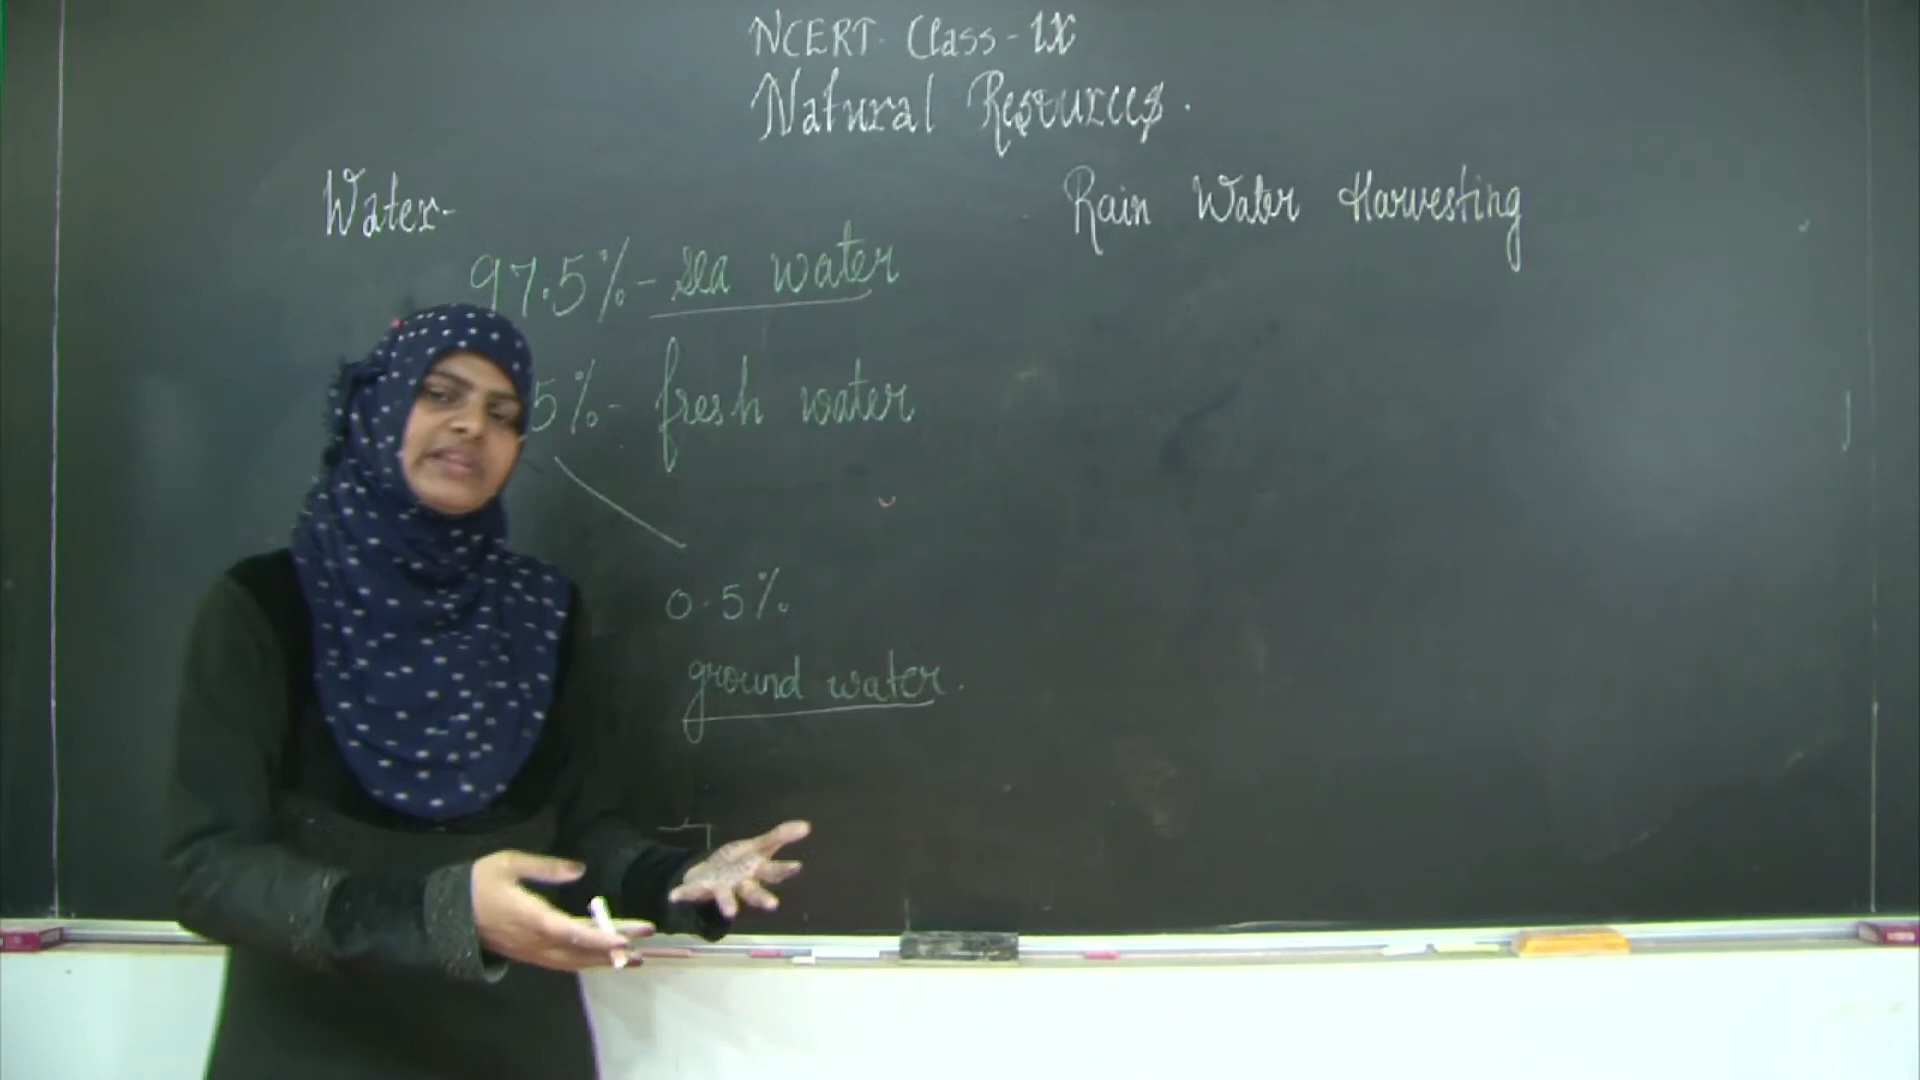 NCERT- Class-IX
Natural Resources.
Water-
97.5%- sea water
5%- fresh water
0.5%
ground water.
Rain Water Harvesting